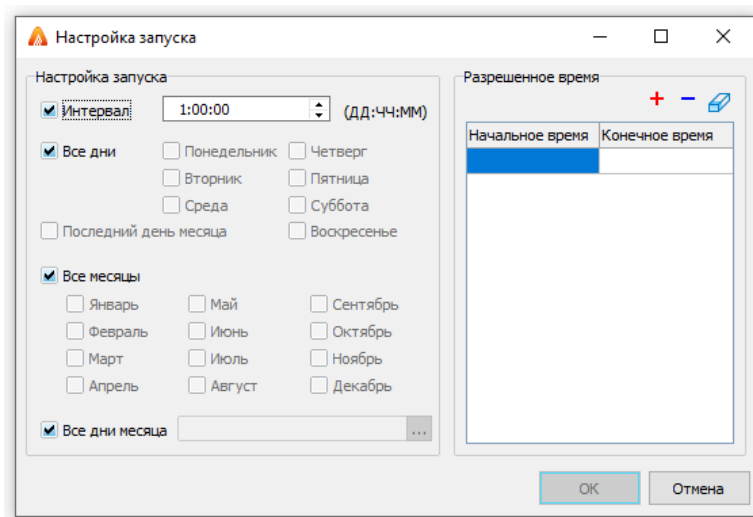 Настройка запуска
Настройка запуска
Интервал 1:00:00 (ДД:ЧЧ:ММ)
Все дни Понедельник Четверг
Вторник Пятница
Среда Суббота
Последний день месяца Воскресенье
Все месяцы
Январь Май Сентябрь
Февраль Июнь Октябрь
Март Июль Ноябрь
Апрель Август Декабрь
Все дни месяца ...
Разрешенное время
Начальное время Конечное время
ОК Отмена